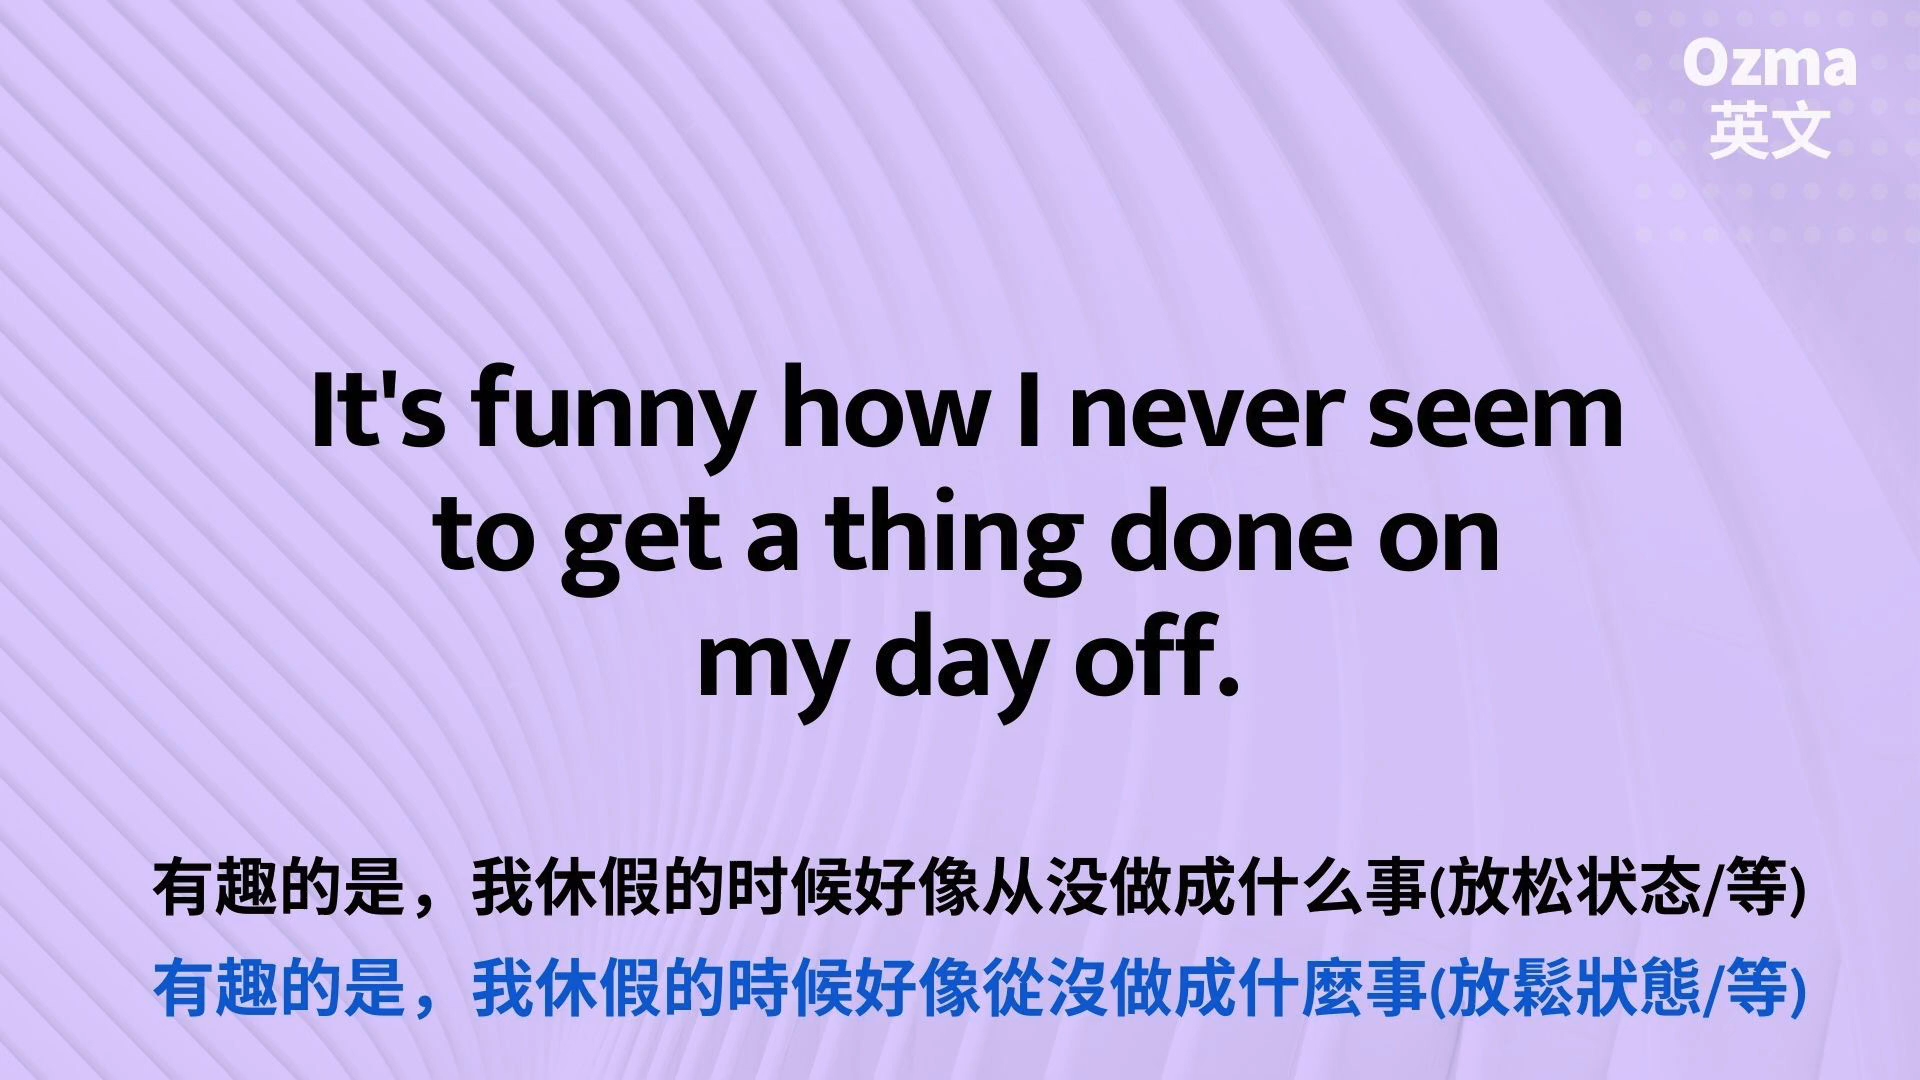 Ozma
英文
It's funny how I never seem
to get a thing done on
my day off.
有趣的是，我休假的时候好像从没做成什么事(放松状态/等)
有趣的是，我休假的時候好像從沒做成什麼事(放鬆狀態/等)